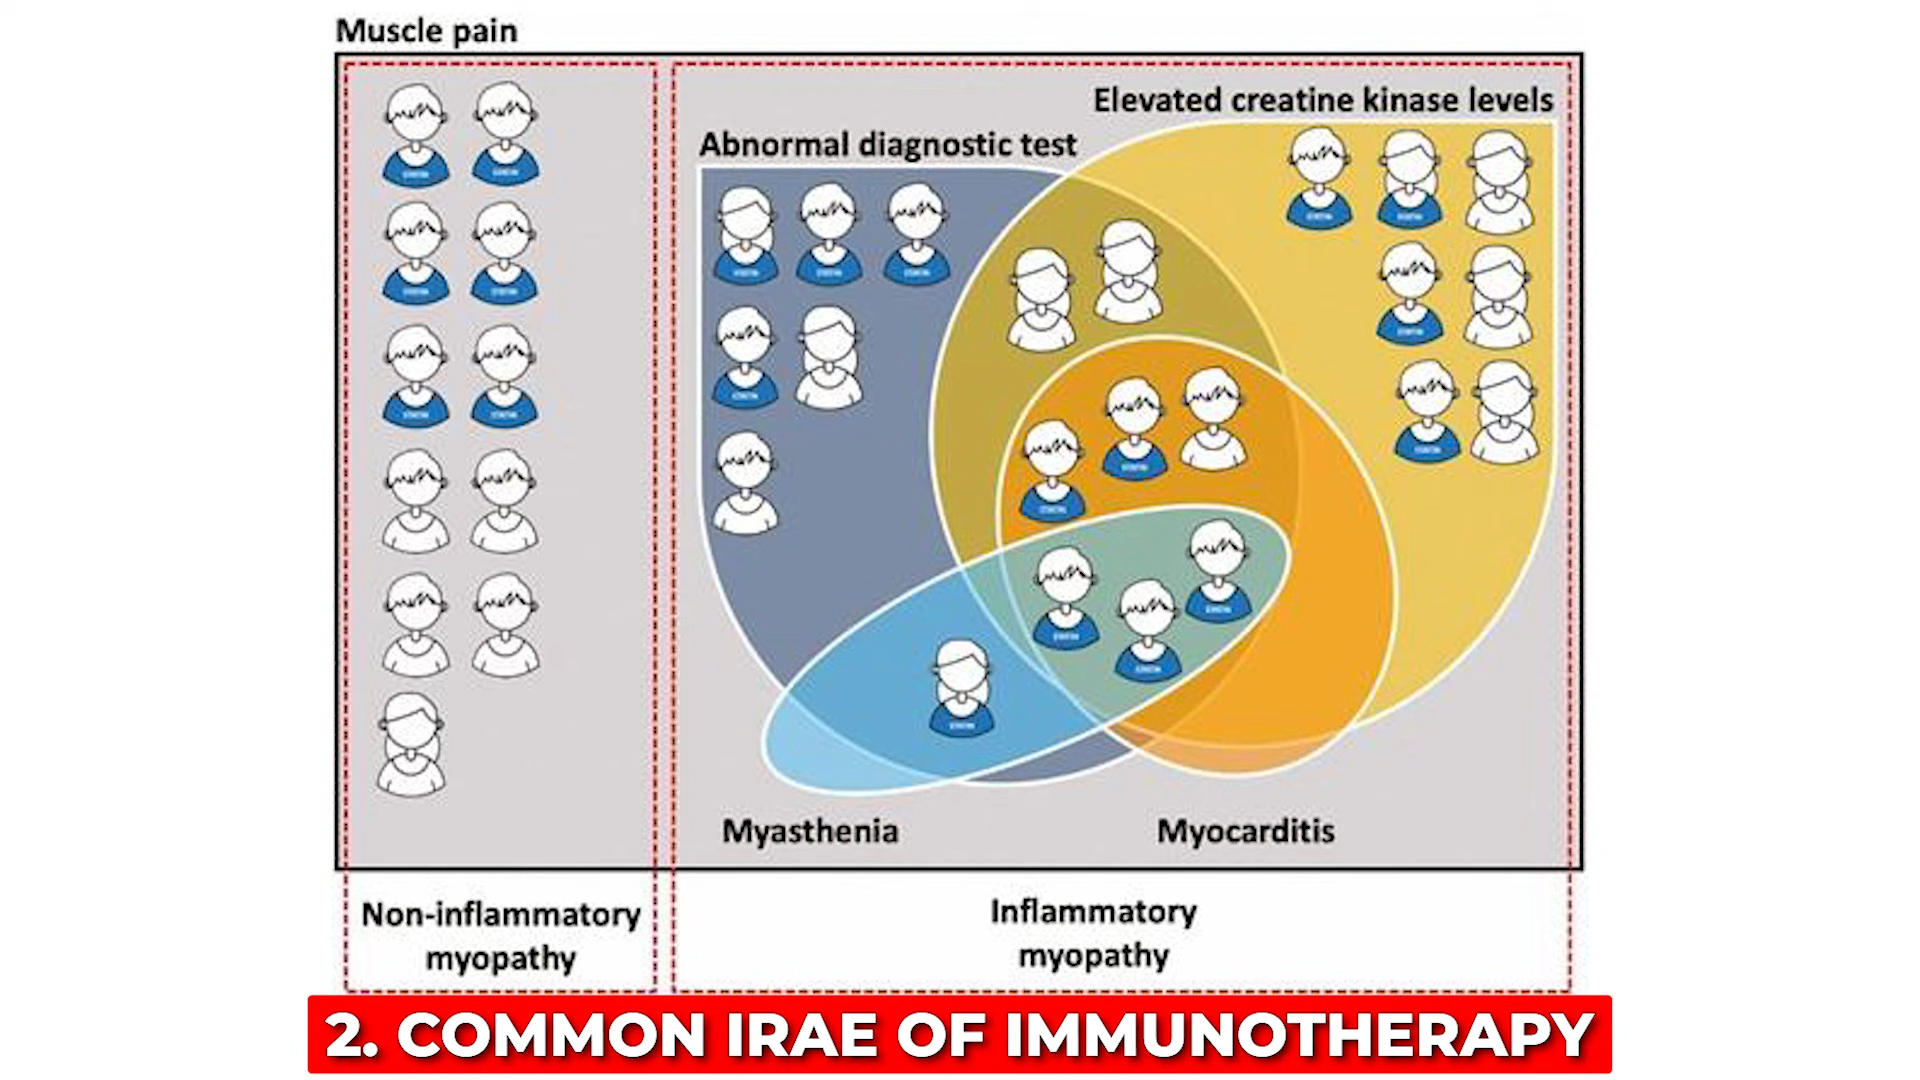 Muscle pain
Elevated creatine kinase levels
Abnormal diagnostic test
Myasthenia
Myocarditis
Non-inflammatory
myopathy
Inflammatory
myopathy
2. COMMON IRAE OF IMMUNOTHERAPY